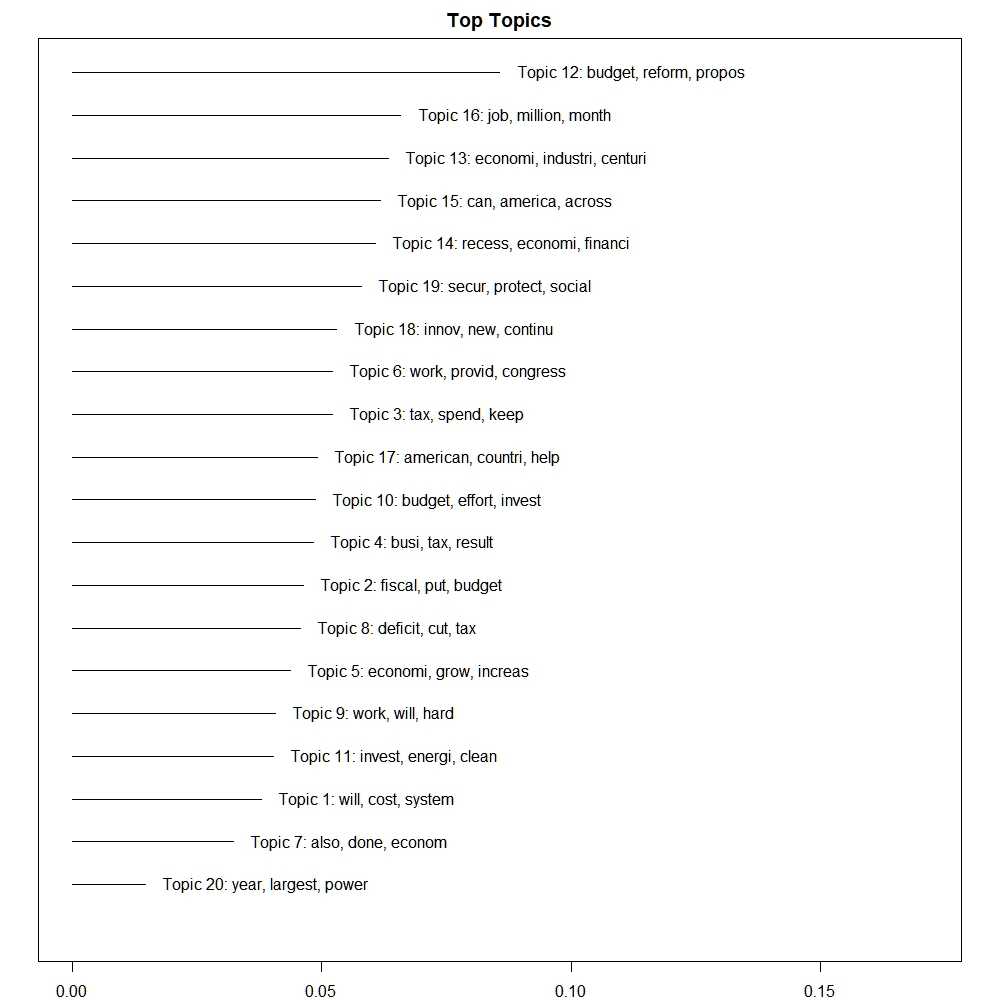 Top Topics
Topic 12: budget, reform, propos
Topic 16: job, million, month
Topic 13: economi, industri, centuri
Topic 15: can, america, across
Topic 14: recess, economi, financi
Topic 19: secur, protect, social
Topic 18: innov, new, continu
Topic 6: work, provid, congress
Topic 3: tax, spend, keep
Topic 17: american, countri, help
Topic 10: budget, effort, invest
Topic 4: busi, tax, result
Topic 2: fiscal, put, budget
Topic 8: deficit, cut, tax
Topic 5: economi, grow, increas
Topic 9: work, will, hard
Topic 11: invest, energi, clean
Topic 1: will, cost, system
Topic 7: also, done, econom
Topic 20: year, largest, power
0.00 0.05 0.10 0.15